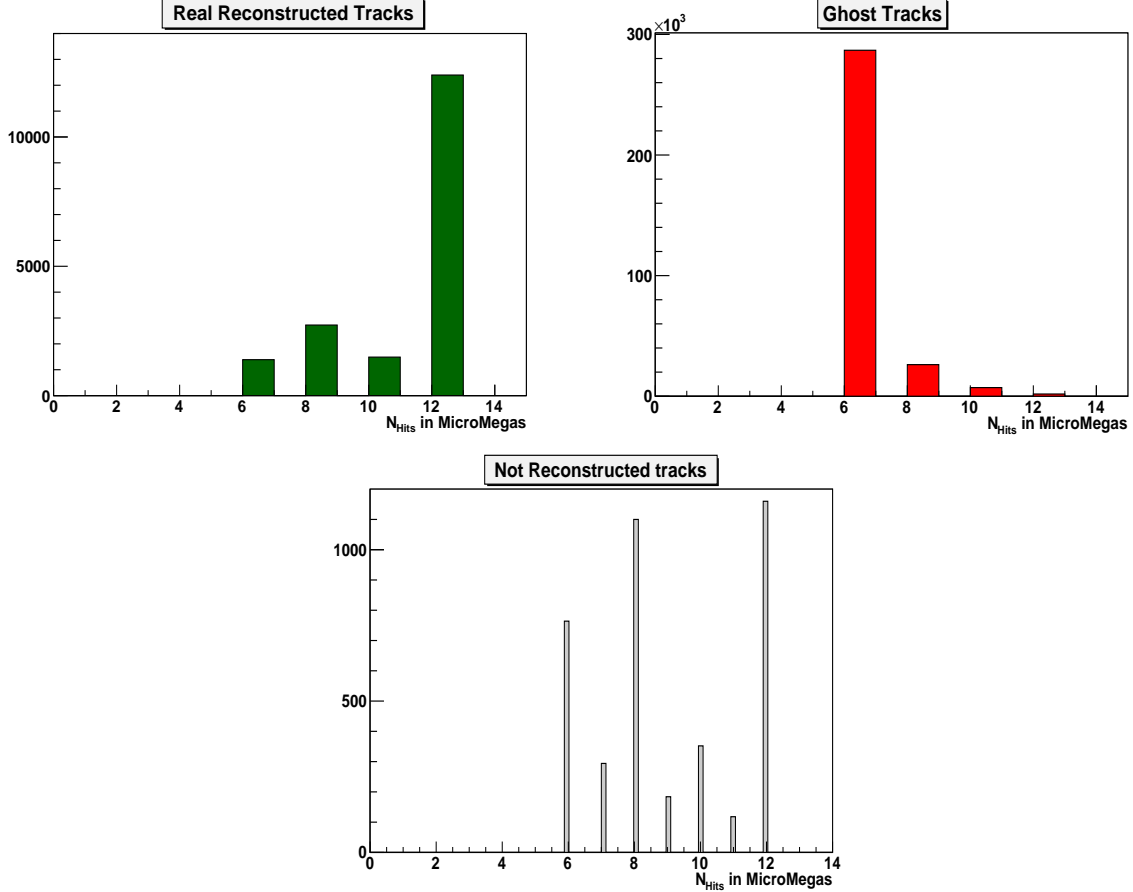 Real Reconstructed Tracks
10000
5000
0
0 2 4 6 8 10 12 14
N_Hits in MicroMegas
Ghost Tracks
×10³
300
200
100
0
0 2 4 6 8 10 12 14
N_Hits in MicroMegas
Not Reconstructed tracks
1000
500
0
0 2 4 6 8 10 12 14
N_Hits in MicroMegas